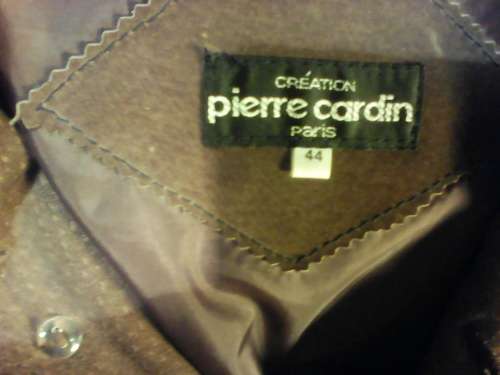 CRÉATION
pierre cardin
Paris
44